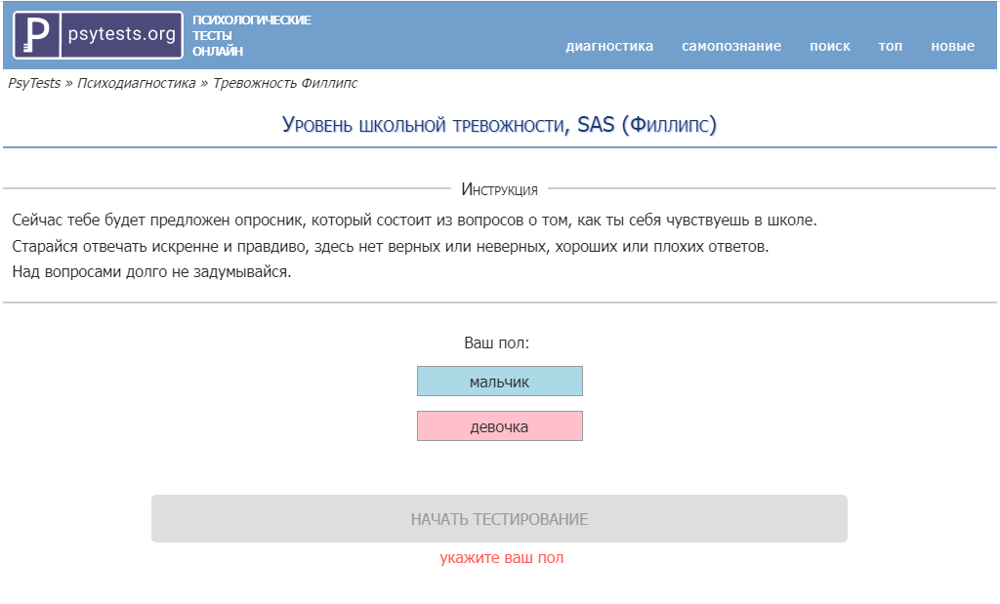 P psytests.org
ПСИХОЛОГИЧЕСКИЕ
ТЕСТЫ
ОНЛАЙН
диагностика самопознание поиск топ новые
PsyTests » Психодиагностика » Тревожность Филлипс
Уровень школьной тревожности, SAS (Филлипс)
Инструкция
Сейчас тебе будет предложен опросник, который состоит из вопросов о том, как ты себя чувствуешь в школе.
Старайся отвечать искренне и правдиво, здесь нет верных или неверных, хороших или плохих ответов.
Над вопросами долго не задумывайся.
Ваш пол:
мальчик
девочка
НАЧАТЬ ТЕСТИРОВАНИЕ
укажите ваш пол